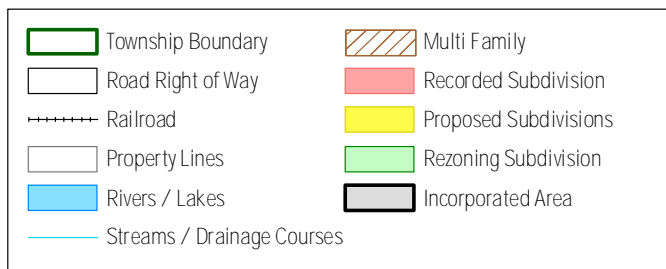 Township Boundary
Road Right of Way
Railroad
Property Lines
Rivers / Lakes
Streams / Drainage Courses
Multi Family
Recorded Subdivision
Proposed Subdivisions
Rezoning Subdivision
Incorporated Area